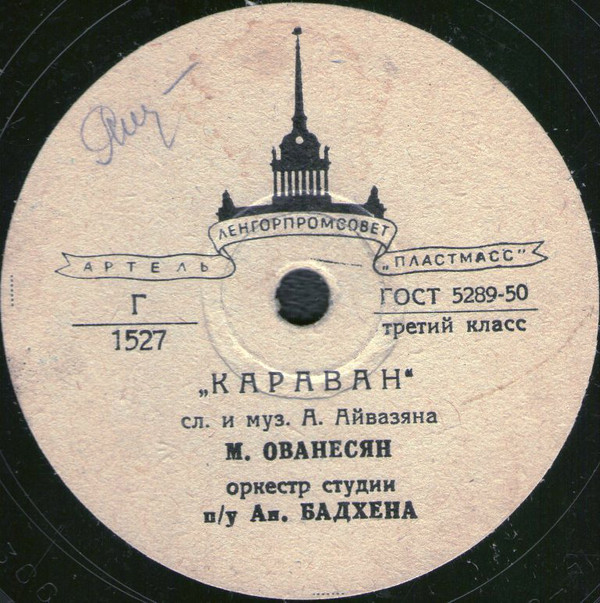 ЛЕНГОРПРОМСОВЕТ
АРТЕЛЬ „ПЛАСТМАСС"
Г ГОСТ 5289-50
1527 третий класс
„КАРАВАН"
сл. и муз. А. Айвазяна
М. ОВАНЕСЯН
оркестр студии
п/у Ан. БАДХЕНА